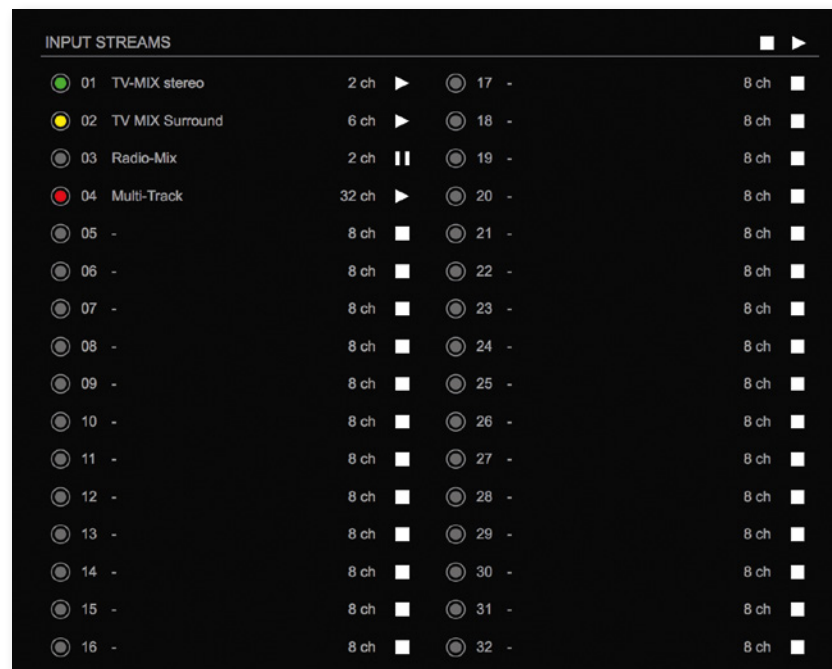 INPUT STREAMS
01 TV-MIX stereo 2 ch
02 TV MIX Surround 6 ch
03 Radio-Mix 2 ch
04 Multi-Track 32 ch
05 - 8 ch
06 - 8 ch
07 - 8 ch
08 - 8 ch
09 - 8 ch
10 - 8 ch
11 - 8 ch
12 - 8 ch
13 - 8 ch
14 - 8 ch
15 - 8 ch
16 - 8 ch
17 - 8 ch
18 - 8 ch
19 - 8 ch
20 - 8 ch
21 - 8 ch
22 - 8 ch
23 - 8 ch
24 - 8 ch
25 - 8 ch
26 - 8 ch
27 - 8 ch
28 - 8 ch
29 - 8 ch
30 - 8 ch
31 - 8 ch
32 - 8 ch